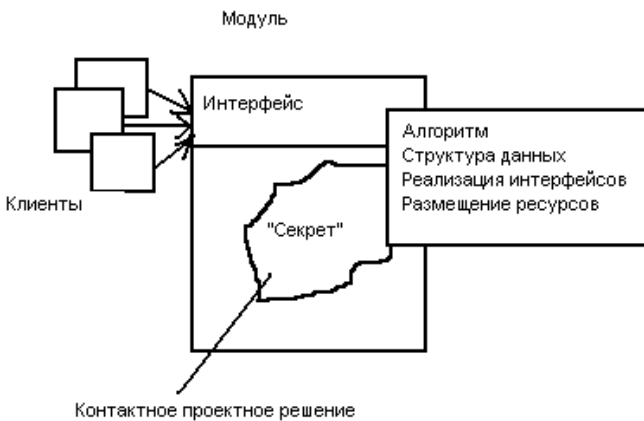 Модуль
Интерфейс
Алгоритм
Структура данных
Реализация интерфейсов
Размещение ресурсов
Клиенты
"Секрет"
Контактное проектное решение